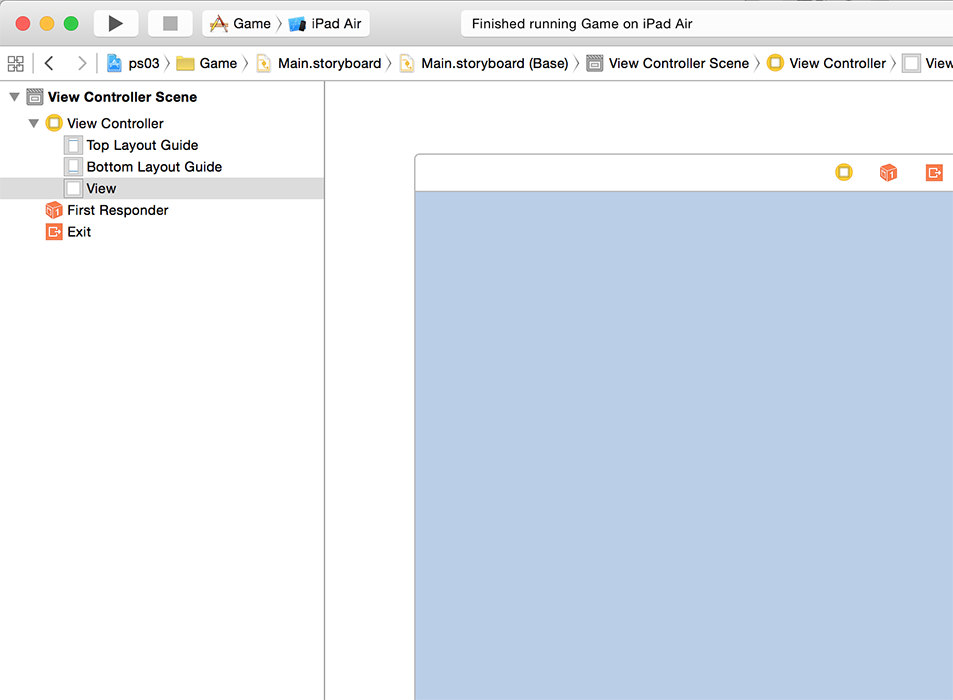 Game iPad Air Finished running Game on iPad Air
ps03 Game Main.storyboard Main.storyboard (Base) View Controller Scene View Controller View
View Controller Scene
View Controller
Top Layout Guide
Bottom Layout Guide
View
First Responder
Exit